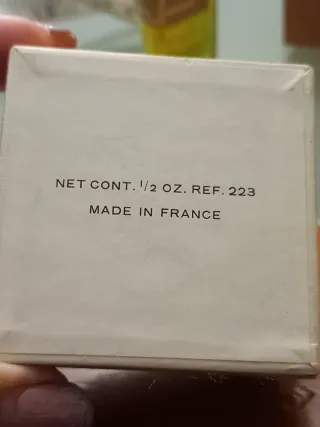 NET CONT. 1/2 OZ. REF. 223
MADE IN FRANCE